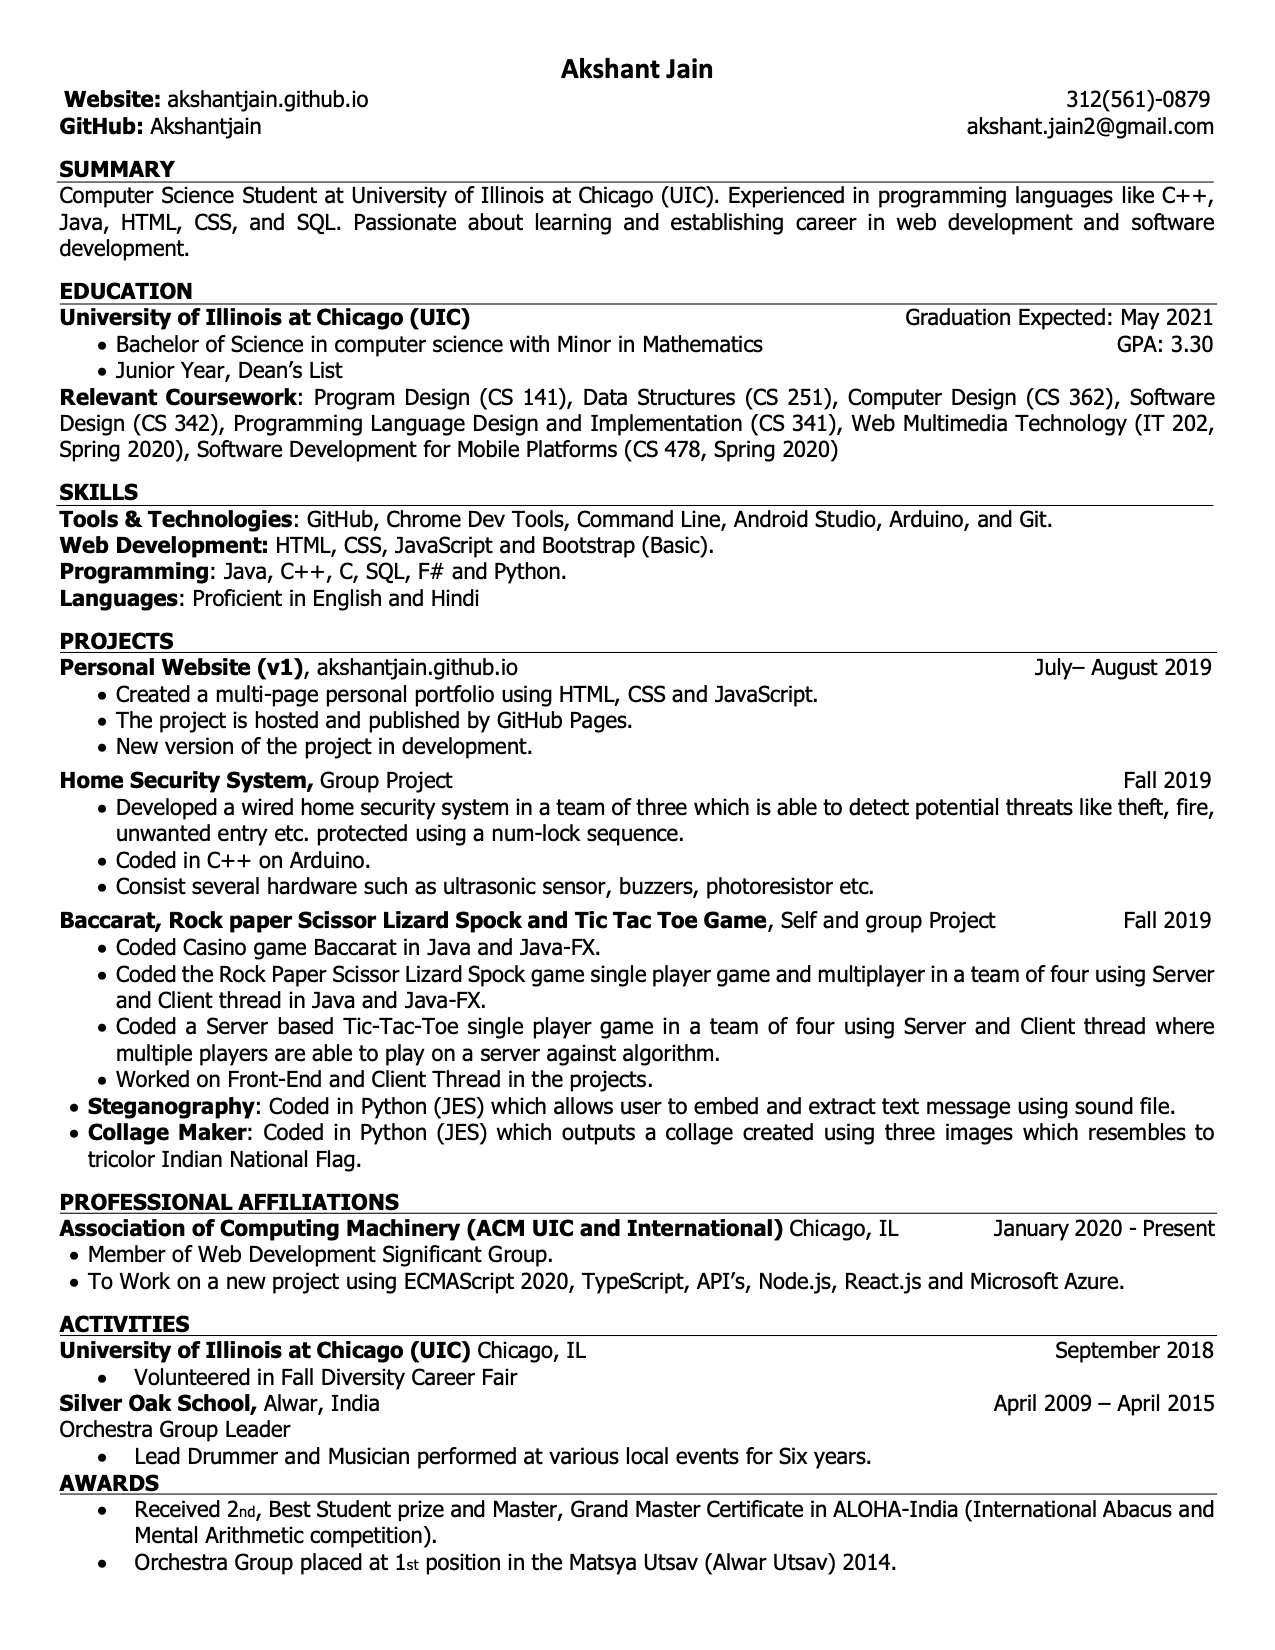 Akshant Jain
Website: akshantjain.github.io 312(561)-0879
GitHub: Akshantjain akshant.jain2@gmail.com
SUMMARY
Computer Science Student at University of Illinois at Chicago (UIC). Experienced in programming languages like C++,
Java, HTML, CSS, and SQL. Passionate about learning and establishing career in web development and software
development.
EDUCATION
University of Illinois at Chicago (UIC) Graduation Expected: May 2021
• Bachelor of Science in computer science with Minor in Mathematics GPA: 3.30
• Junior Year, Dean’s List
Relevant Coursework: Program Design (CS 141), Data Structures (CS 251), Computer Design (CS 362), Software
Design (CS 342), Programming Language Design and Implementation (CS 341), Web Multimedia Technology (IT 202,
Spring 2020), Software Development for Mobile Platforms (CS 478, Spring 2020)
SKILLS
Tools & Technologies: GitHub, Chrome Dev Tools, Command Line, Android Studio, Arduino, and Git.
Web Development: HTML, CSS, JavaScript and Bootstrap (Basic).
Programming: Java, C++, C, SQL, F# and Python.
Languages: Proficient in English and Hindi
PROJECTS
Personal Website (v1), akshantjain.github.io July– August 2019
• Created a multi-page personal portfolio using HTML, CSS and JavaScript.
• The project is hosted and published by GitHub Pages.
• New version of the project in development.
Home Security System, Group Project Fall 2019
• Developed a wired home security system in a team of three which is able to detect potential threats like theft, fire,
unwanted entry etc. protected using a num-lock sequence.
• Coded in C++ on Arduino.
• Consist several hardware such as ultrasonic sensor, buzzers, photoresistor etc.
Baccarat, Rock paper Scissor Lizard Spock and Tic Tac Toe Game, Self and group Project Fall 2019
• Coded Casino game Baccarat in Java and Java-FX.
• Coded the Rock Paper Scissor Lizard Spock game single player game and multiplayer in a team of four using Server
and Client thread in Java and Java-FX.
• Coded a Server based Tic-Tac-Toe single player game in a team of four using Server and Client thread where
multiple players are able to play on a server against algorithm.
• Worked on Front-End and Client Thread in the projects.
• Steganography: Coded in Python (JES) which allows user to embed and extract text message using sound file.
• Collage Maker: Coded in Python (JES) which outputs a collage created using three images which resembles to
tricolor Indian National Flag.
PROFESSIONAL AFFILIATIONS
Association of Computing Machinery (ACM UIC and International) Chicago, IL January 2020 - Present
• Member of Web Development Significant Group.
• To Work on a new project using ECMAScript 2020, TypeScript, API’s, Node.js, React.js and Microsoft Azure.
ACTIVITIES
University of Illinois at Chicago (UIC) Chicago, IL September 2018
• Volunteered in Fall Diversity Career Fair
Silver Oak School, Alwar, India April 2009 – April 2015
Orchestra Group Leader
• Lead Drummer and Musician performed at various local events for Six years.
AWARDS
• Received 2nd, Best Student prize and Master, Grand Master Certificate in ALOHA-India (International Abacus and
Mental Arithmetic competition).
• Orchestra Group placed at 1st position in the Matsya Utsav (Alwar Utsav) 2014.